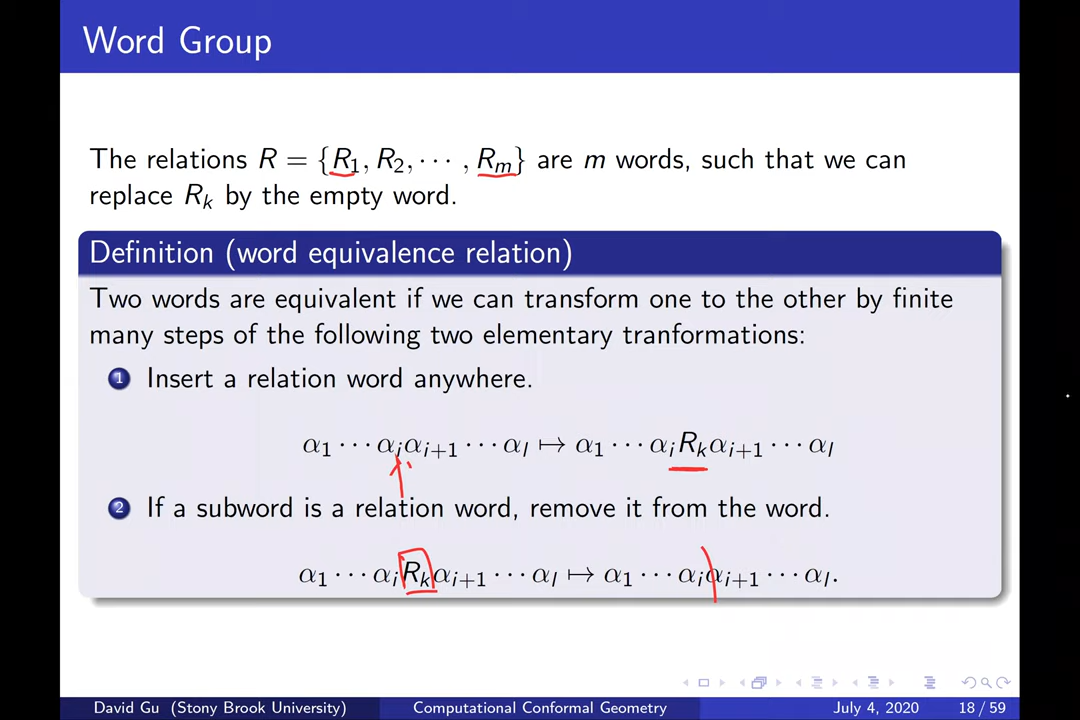 Word Group
The relations R = {R₁, R₂, ⋯ , Rₘ} are m words, such that we can
replace Rₖ by the empty word.
Definition (word equivalence relation)
Two words are equivalent if we can transform one to the other by finite
many steps of the following two elementary tranformations:
1 Insert a relation word anywhere.
α₁ ⋯ αᵢαᵢ₊₁ ⋯ αₗ ↦ α₁ ⋯ αᵢRₖαᵢ₊₁ ⋯ αₗ
2 If a subword is a relation word, remove it from the word.
α₁ ⋯ αᵢRₖαᵢ₊₁ ⋯ αₗ ↦ α₁ ⋯ αᵢαᵢ₊₁ ⋯ αₗ.
David Gu (Stony Brook University) Computational Conformal Geometry July 4, 2020 18 / 59